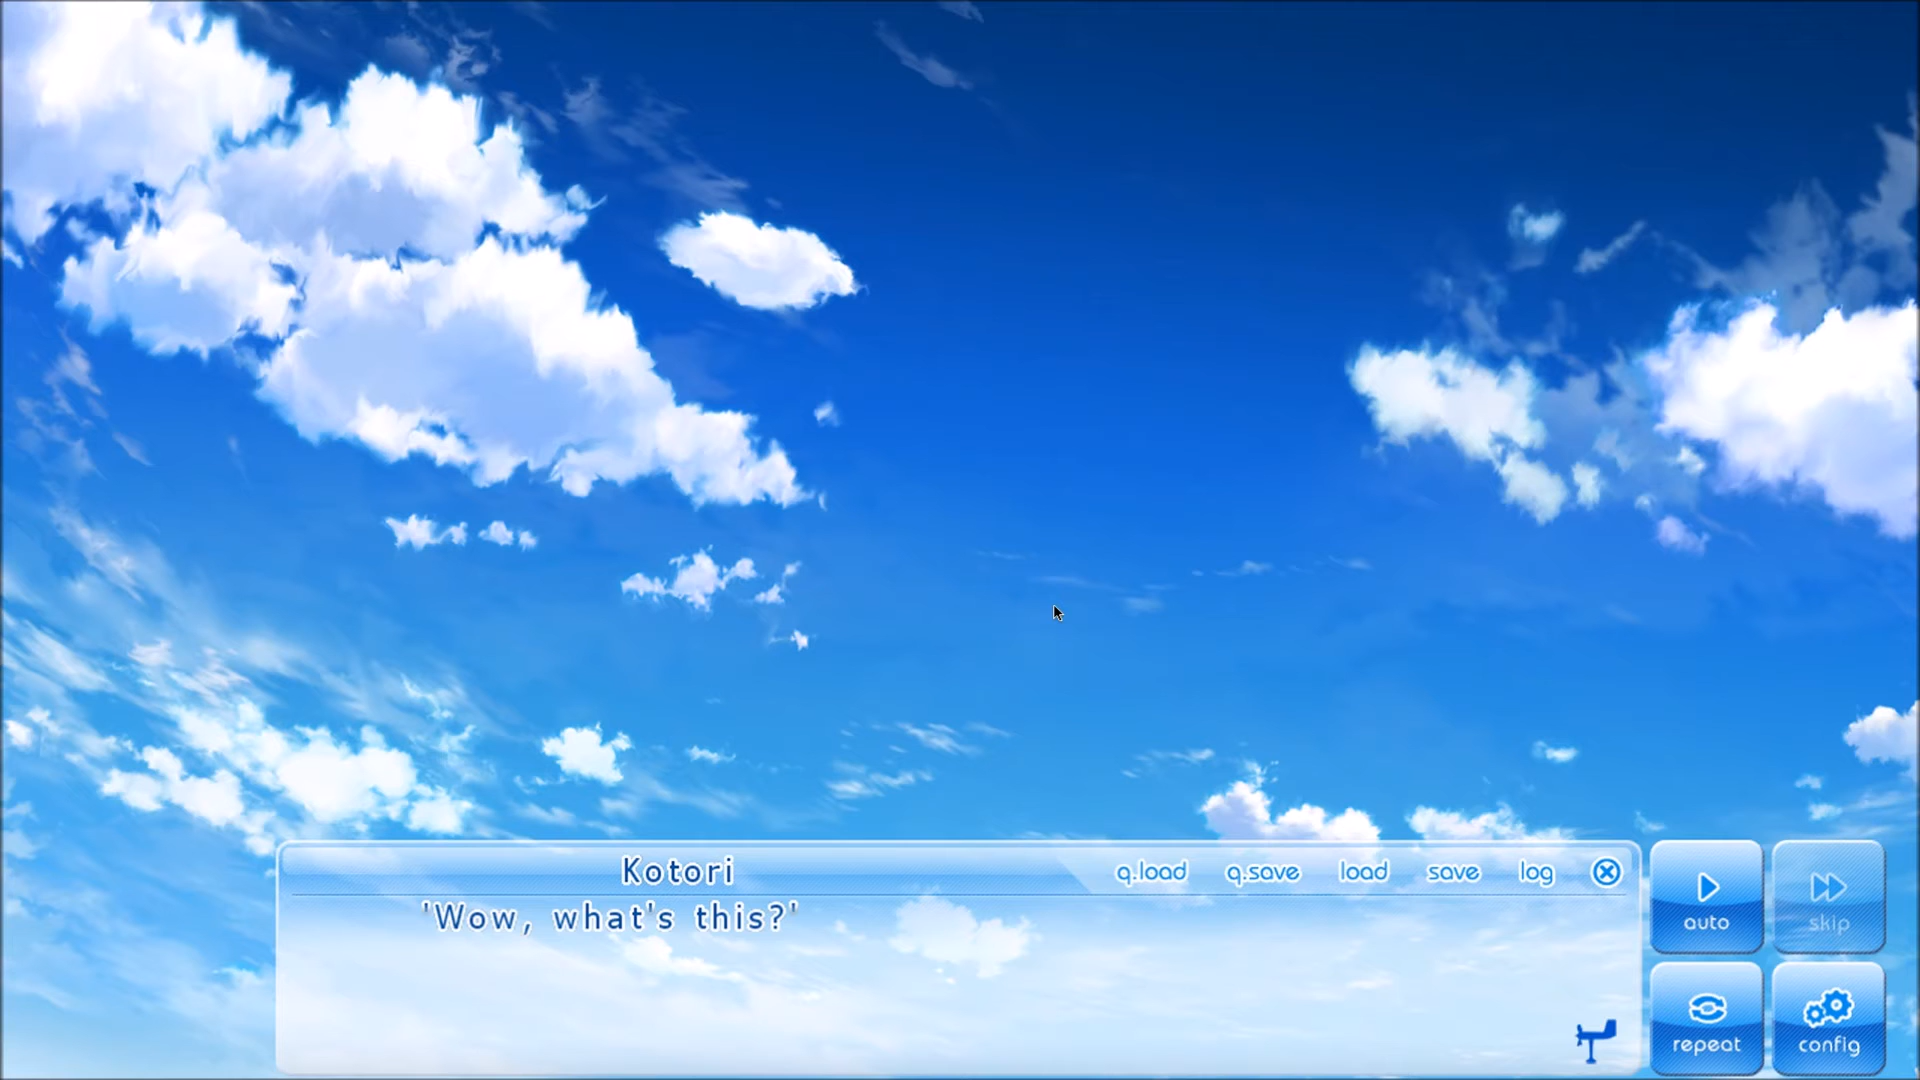 Kotori
q.load q.save load save log
'Wow, what's this?'
auto
skip
repeat
config